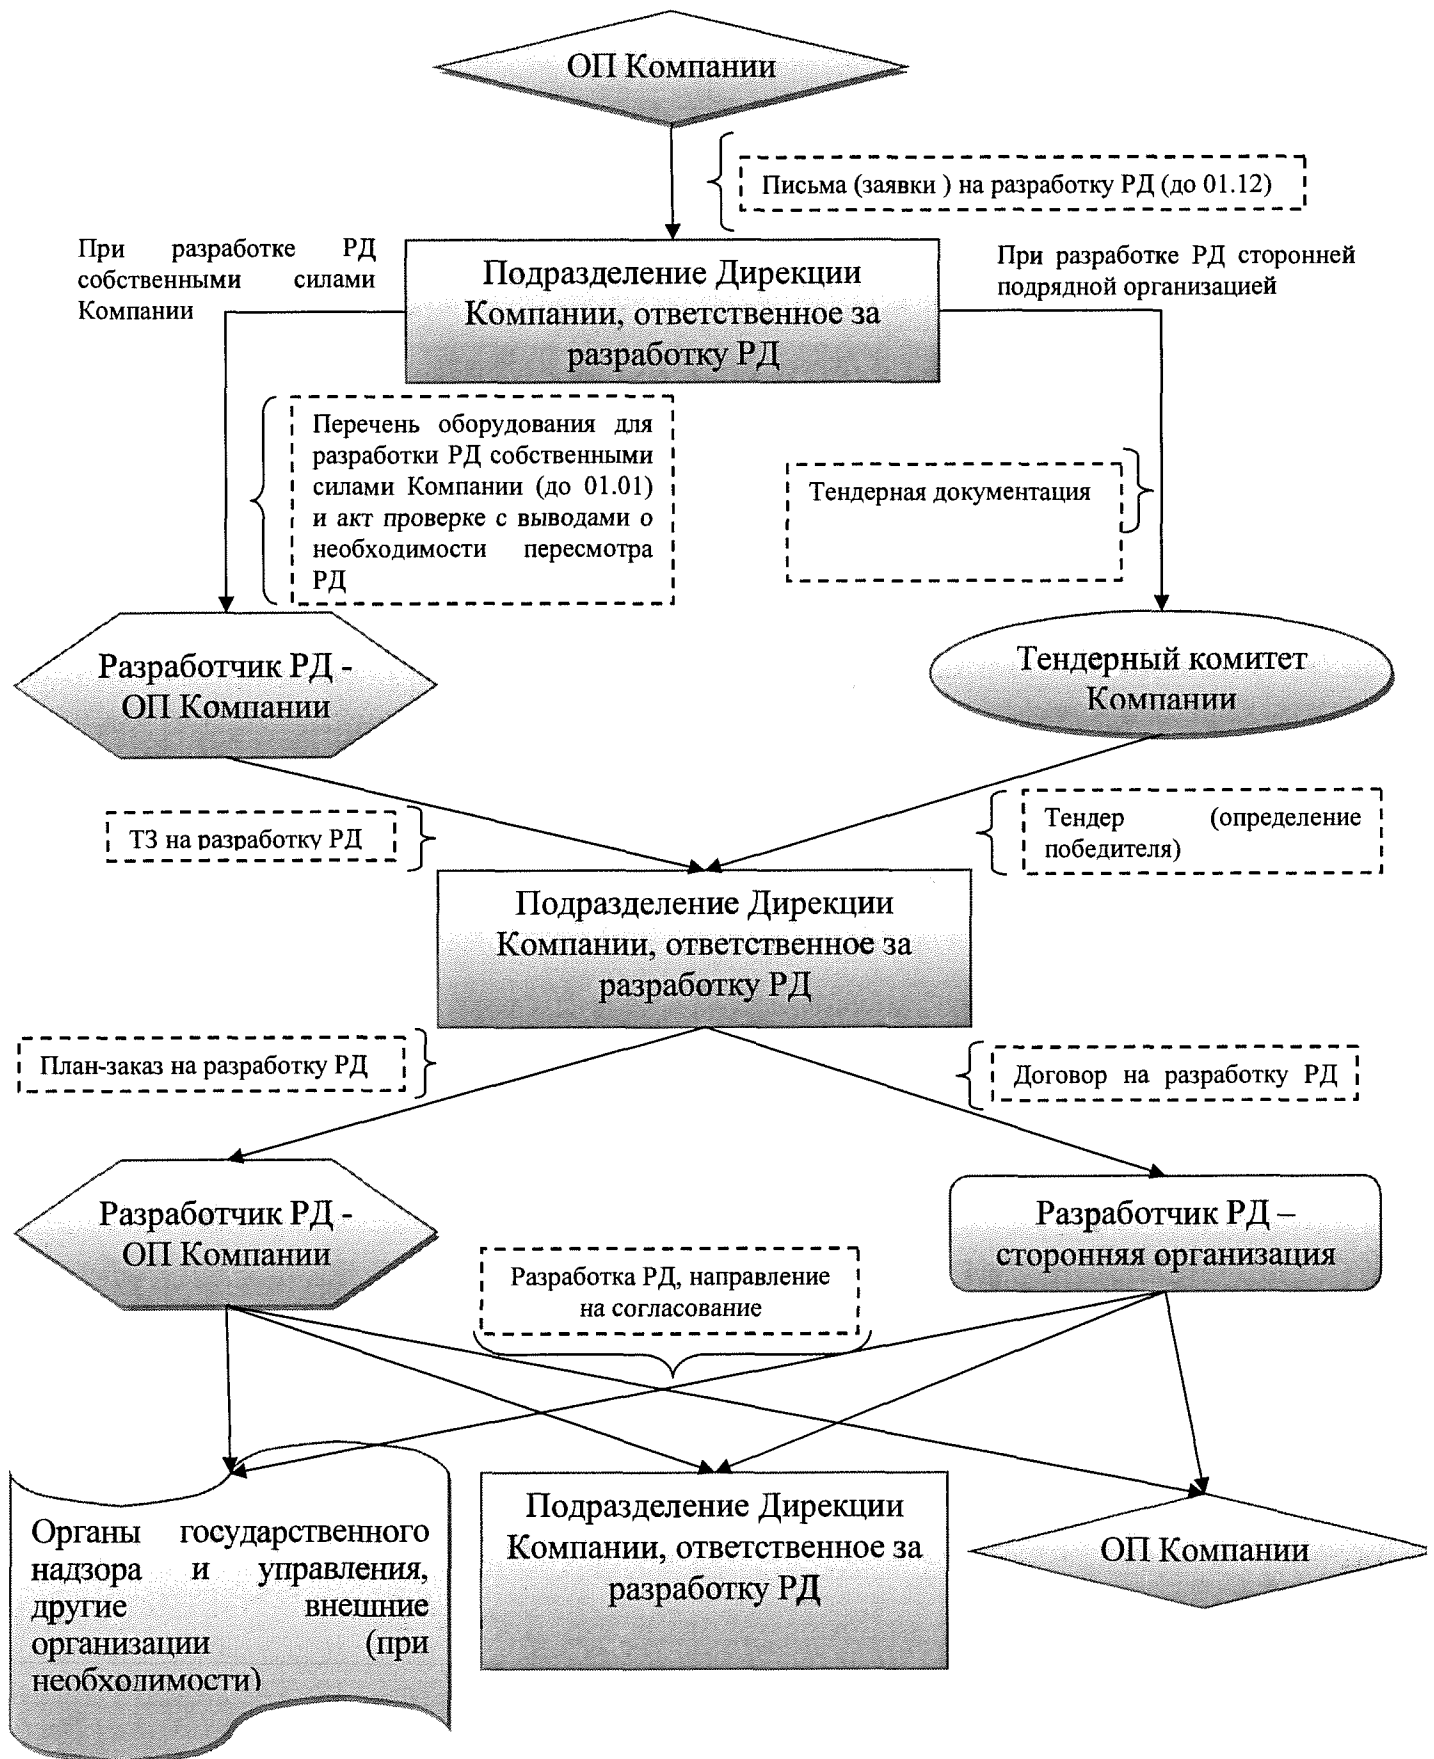 ОП Компании
Письма (заявки ) на разработку РД (до 01.12)
При разработке РД
собственными силами
Компании
Подразделение Дирекции
Компании, ответственное за
разработку РД
При разработке РД сторонней
подрядной организацией
Перечень оборудования для
разработки РД собственными
силами Компании (до 01.01)
и акт проверке с выводами о
необходимости пересмотра
РД
Тендерная документация
Разработчик РД -
ОП Компании
Тендерный комитет
Компании
ТЗ на разработку РД
Тендер (определение
победителя)
Подразделение Дирекции
Компании, ответственное за
разработку РД
План-заказ на разработку РД
Договор на разработку РД
Разработчик РД -
ОП Компании
Разработчик РД –
сторонняя организация
Разработка РД, направление
на согласование
Органы государственного
надзора и управления,
другие внешние
организации (при
необходимости)
Подразделение Дирекции
Компании, ответственное за
разработку РД
ОП Компании